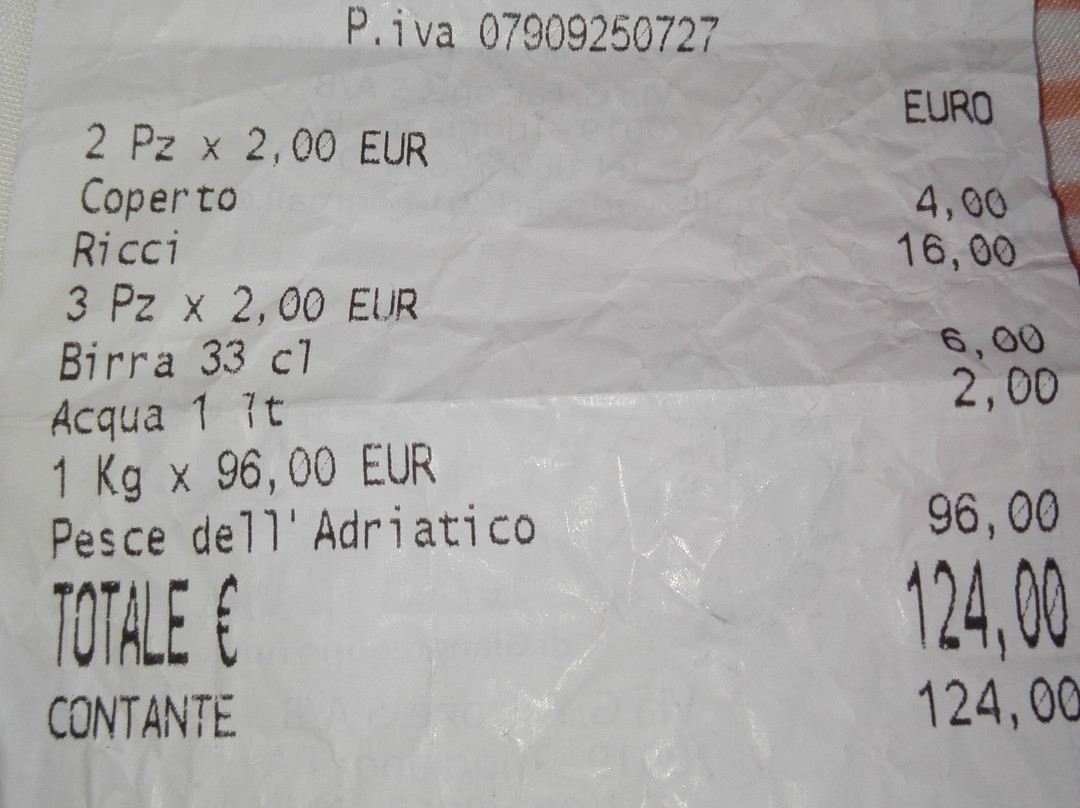 P.iva 07909250727
EURO
2 Pz x 2,00 EUR
Coperto 4,00
Ricci 16,00
3 Pz x 2,00 EUR
Birra 33 cl 6,00
Acqua 1 lt 2,00
1 Kg x 96,00 EUR
Pesce dell'Adriatico 96,00
TOTALE € 124,00
CONTANTE 124,00